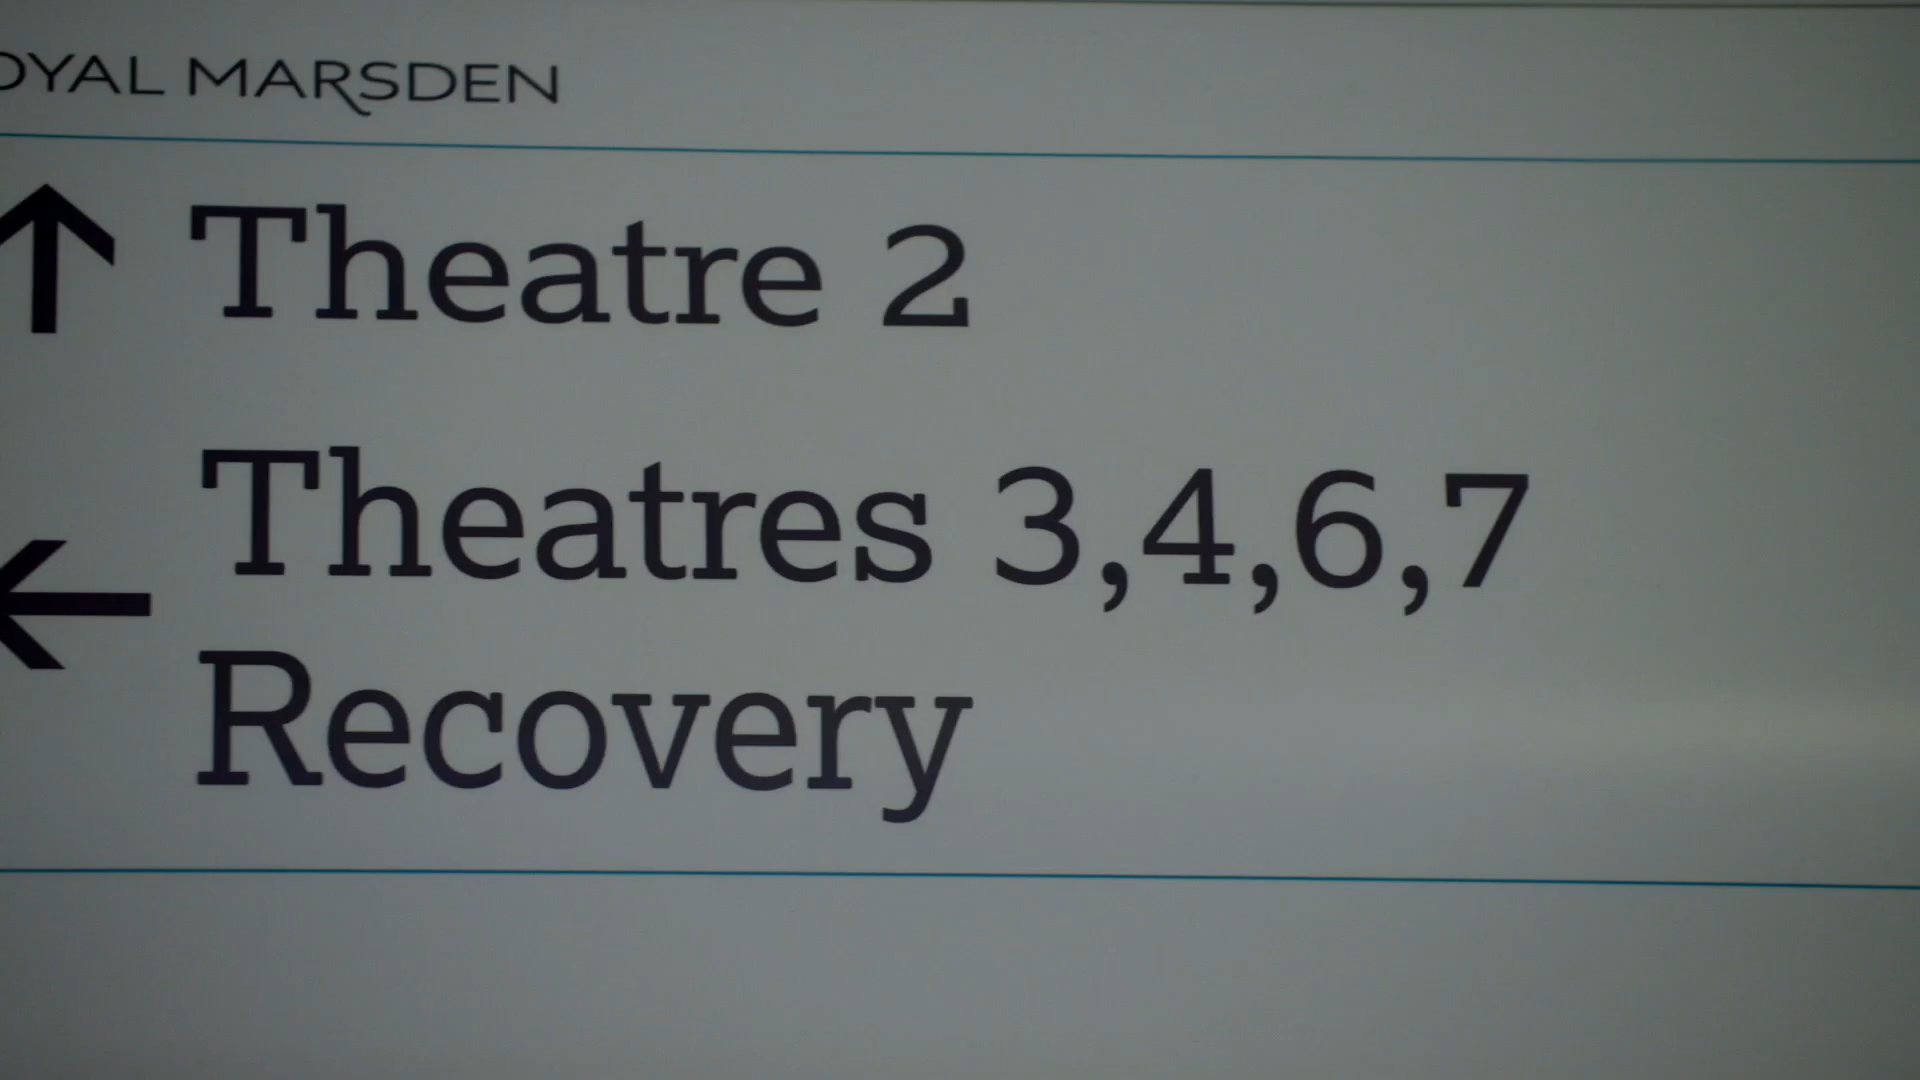 OYAL MARSDEN
↑ Theatre 2
Theatres 3,4,6,7
← Recovery